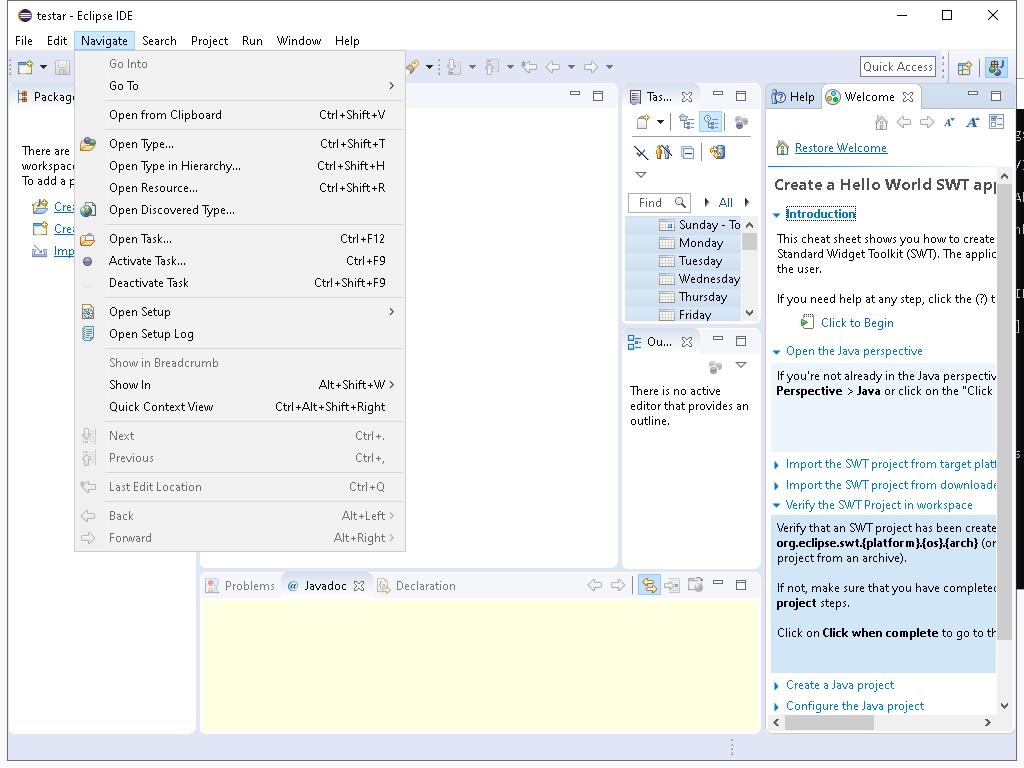 testar - Eclipse IDE
File Edit Navigate Search Project Run Window Help
Quick Access
Go Into
Go To
Open from Clipboard Ctrl+Shift+V
Open Type... Ctrl+Shift+T
Open Type in Hierarchy... Ctrl+Shift+H
Open Resource... Ctrl+Shift+R
Open Discovered Type...
Open Task... Ctrl+F12
Activate Task... Ctrl+F9
Deactivate Task Ctrl+Shift+F9
Open Setup
Open Setup Log
Show in Breadcrumb
Show In Alt+Shift+W
Quick Context View Ctrl+Alt+Shift+Right
Next Ctrl+.
Previous Ctrl+,
Last Edit Location Ctrl+Q
Back Alt+Left
Forward Alt+Right
Packag
There are
workspac
To add a p
Crea
Crea
Imp
Tas...
Find All
Sunday - To
Monday
Tuesday
Wednesday
Thursday
Friday
Ou...
There is no active
editor that provides an
outline.
Problems @ Javadoc Declaration
Help Welcome
Restore Welcome
Create a Hello World SWT app
Introduction
This cheat sheet shows you how to create
Standard Widget Toolkit (SWT). The applic
the user.
If you need help at any step, click the (?) t
Click to Begin
Open the Java perspective
If you're not already in the Java perspectiv
Perspective > Java or click on the "Click
Import the SWT project from target platf
Import the SWT project from downloade
Verify the SWT Project in workspace
Verify that an SWT project has been create
org.eclipse.swt.{platform}.{os}.{arch} (or
project from an archive).
If not, make sure that you have completed
project steps.
Click on Click when complete to go to th
Create a Java project
Configure the Java project